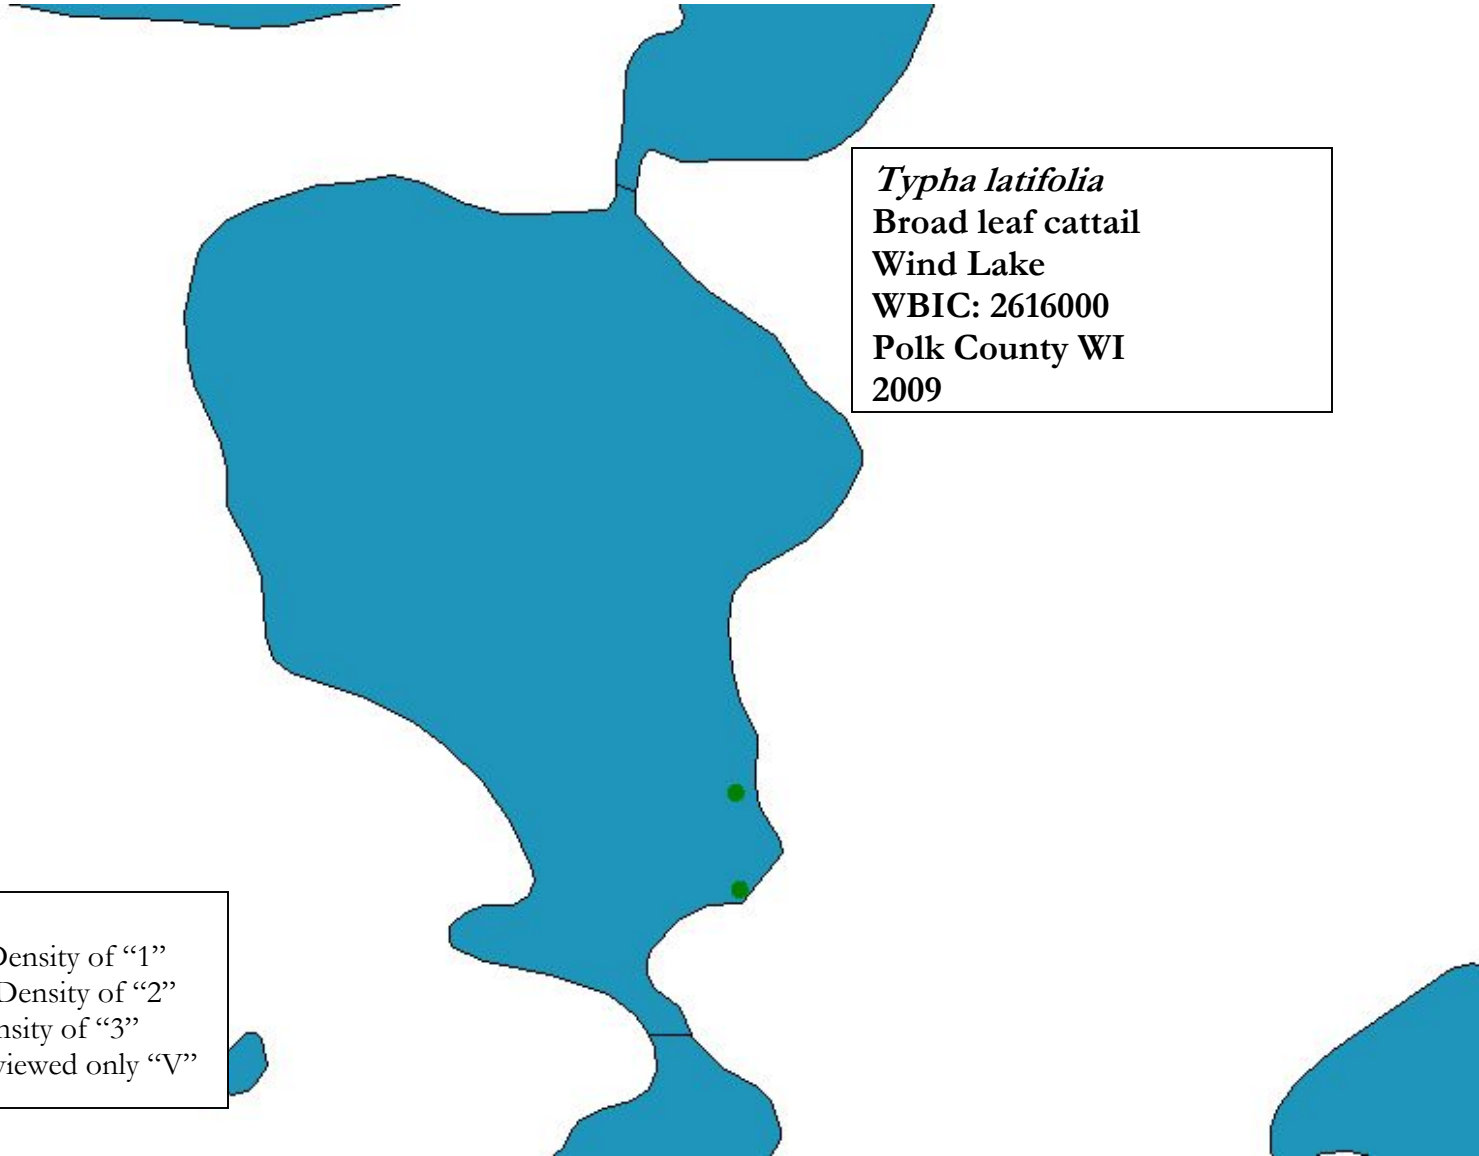 Typha latifolia
Broad leaf cattail
Wind Lake
WBIC: 2616000
Polk County WI
2009
Density of “1”
Density of “2”
nsity of “3”
viewed only “V”